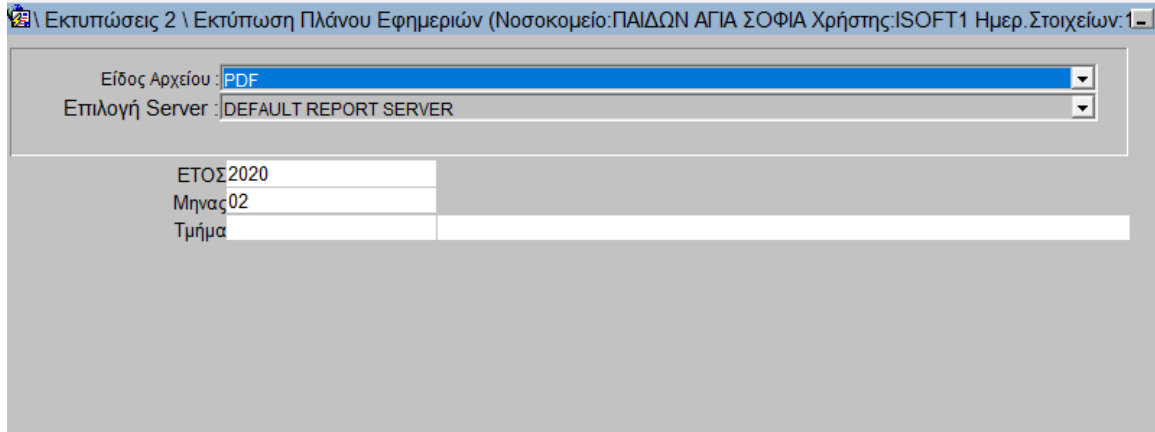 \ Εκτυπώσεις 2 \ Εκτύπωση Πλάνου Εφημεριών (Νοσοκομείο:ΠΑΙΔΩΝ ΑΓΙΑ ΣΟΦΙΑ Χρήστης:ISOFT1 Ημερ.Στοιχείων:1
Είδος Αρχείου : PDF
Επιλογή Server : DEFAULT REPORT SERVER
ΕΤΟΣ 2020
Μηνας 02
Τμήμα